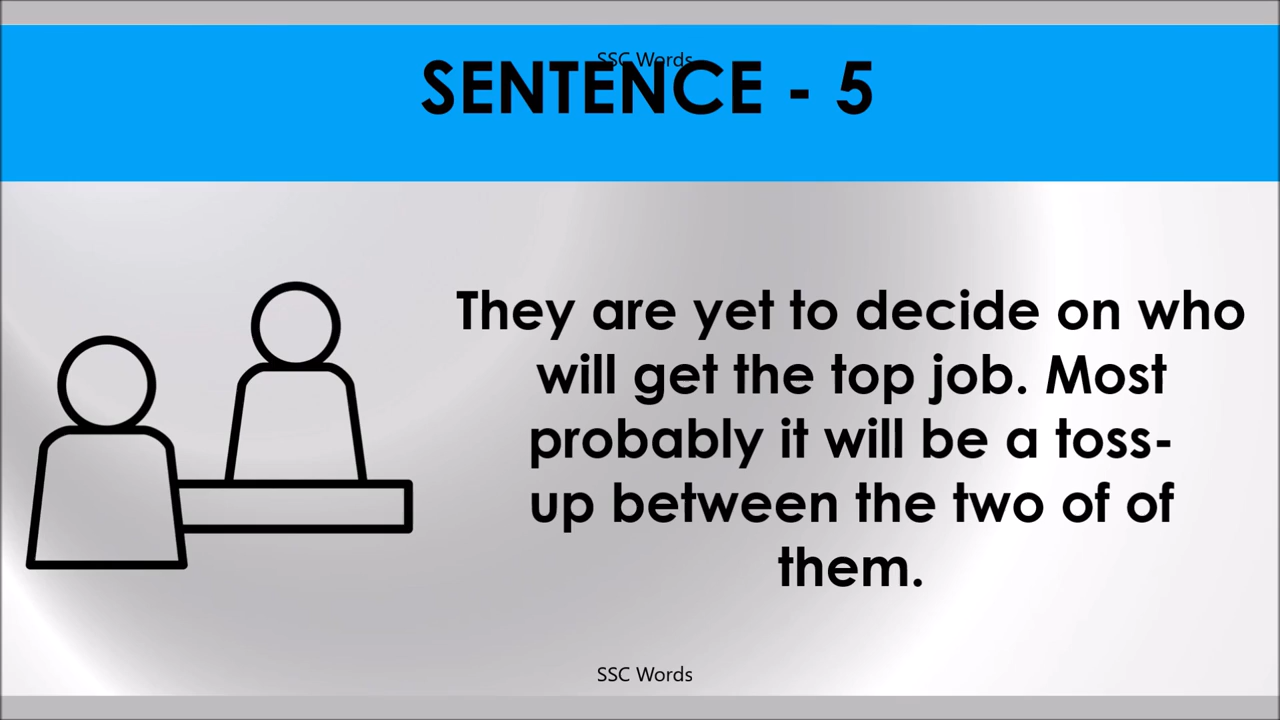 SSC Words
SENTENCE - 5
They are yet to decide on who
will get the top job. Most
probably it will be a toss-
up between the two of of
them.
SSC Words